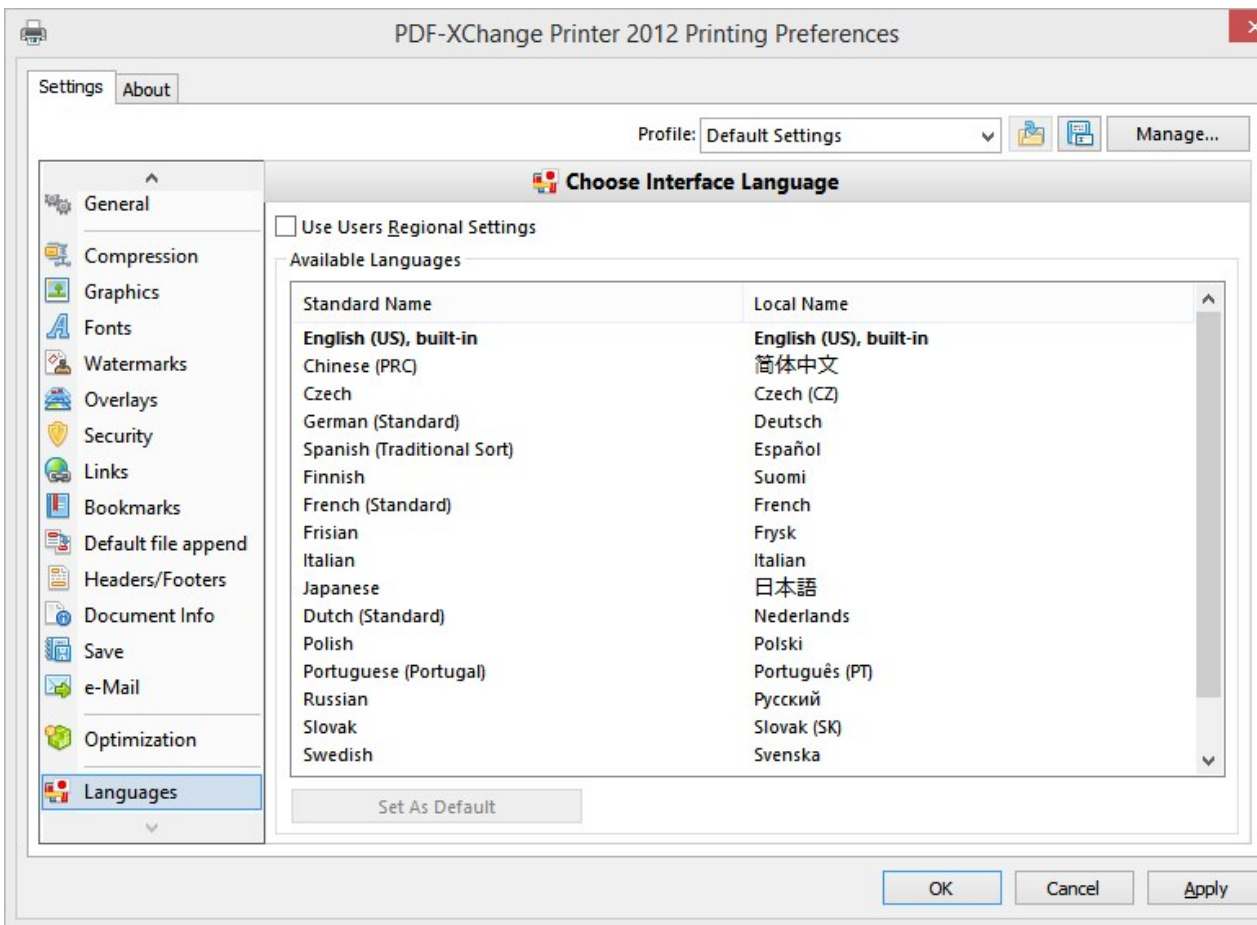 PDF-XChange Printer 2012 Printing Preferences
Settings About
Profile: Default Settings Manage...
General
Compression
Graphics
Fonts
Watermarks
Overlays
Security
Links
Bookmarks
Default file append
Headers/Footers
Document Info
Save
e-Mail
Optimization
Languages
Choose Interface Language
Use Users Regional Settings
Available Languages
Standard Name Local Name
English (US), built-in English (US), built-in
Chinese (PRC) 简体中文
Czech Czech (CZ)
German (Standard) Deutsch
Spanish (Traditional Sort) Español
Finnish Suomi
French (Standard) French
Frisian Frysk
Italian Italian
Japanese 日本語
Dutch (Standard) Nederlands
Polish Polski
Portuguese (Portugal) Português (PT)
Russian Русский
Slovak Slovak (SK)
Swedish Svenska
Set As Default
OK Cancel Apply